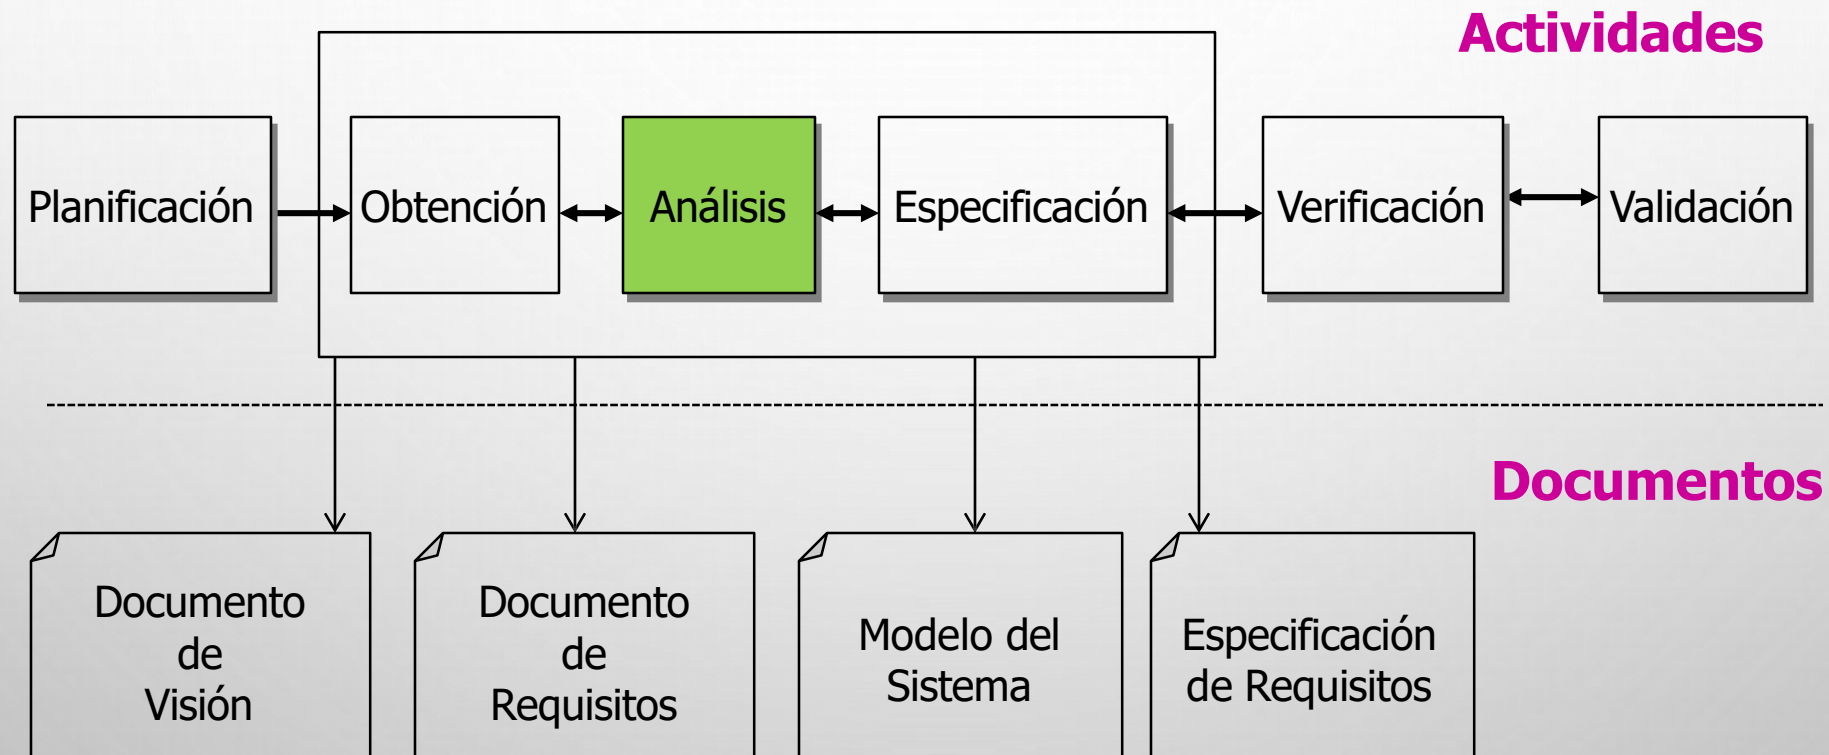 Actividades
Planificación
Obtención
Análisis
Especificación
Verificación
Validación
Documentos
Documento
de
Visión
Documento
de
Requisitos
Modelo del
Sistema
Especificación
de Requisitos